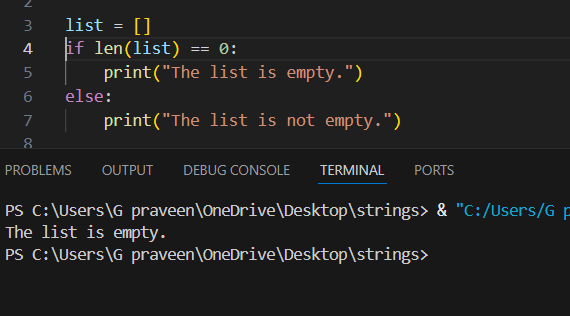 2
3 list = []
4 if len(list) == 0:
5     print("The list is empty.")
6 else:
7     print("The list is not empty.")
8
PROBLEMS OUTPUT DEBUG CONSOLE TERMINAL PORTS
PS C:\Users\G praveen\OneDrive\Desktop\strings> & "C:/Users/G p
The list is empty.
PS C:\Users\G praveen\OneDrive\Desktop\strings>